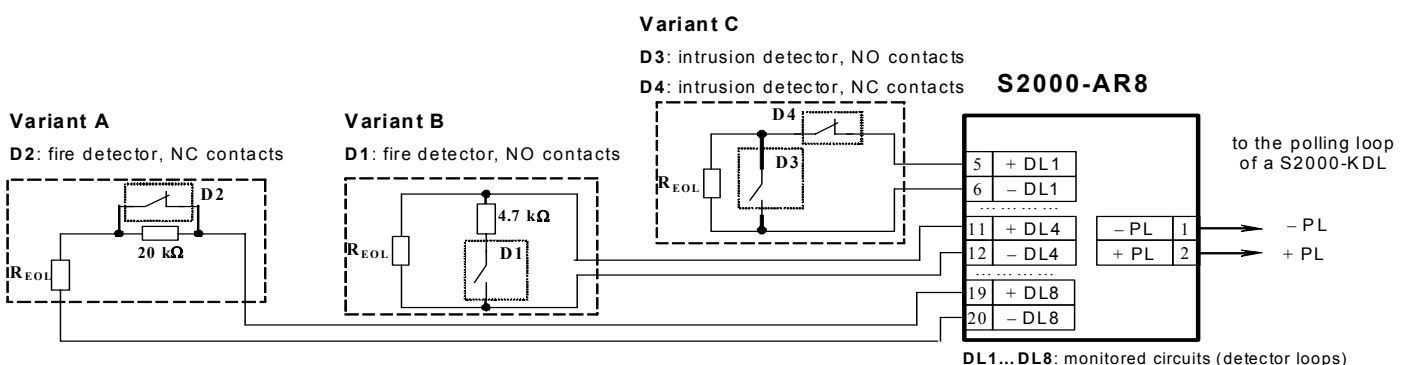 Variant C
D3: intrusion detector, NO contacts
D4: intrusion detector, NC contacts
S2000-AR8
Variant A
D2: fire detector, NC contacts
Variant B
D1: fire detector, NO contacts
D2
20 kΩ
REOL
4.7 kΩ
D1
REOL
D4
D3
REOL
5 + DL1
6 – DL1
... ... ... ...
11 + DL4
12 – DL4
... ... ... ...
19 + DL8
20 – DL8
– PL 1
+ PL 2
to the polling loop
of a S2000-KDL
– PL
+ PL
DL1...DL8: monitored circuits (detector loops)